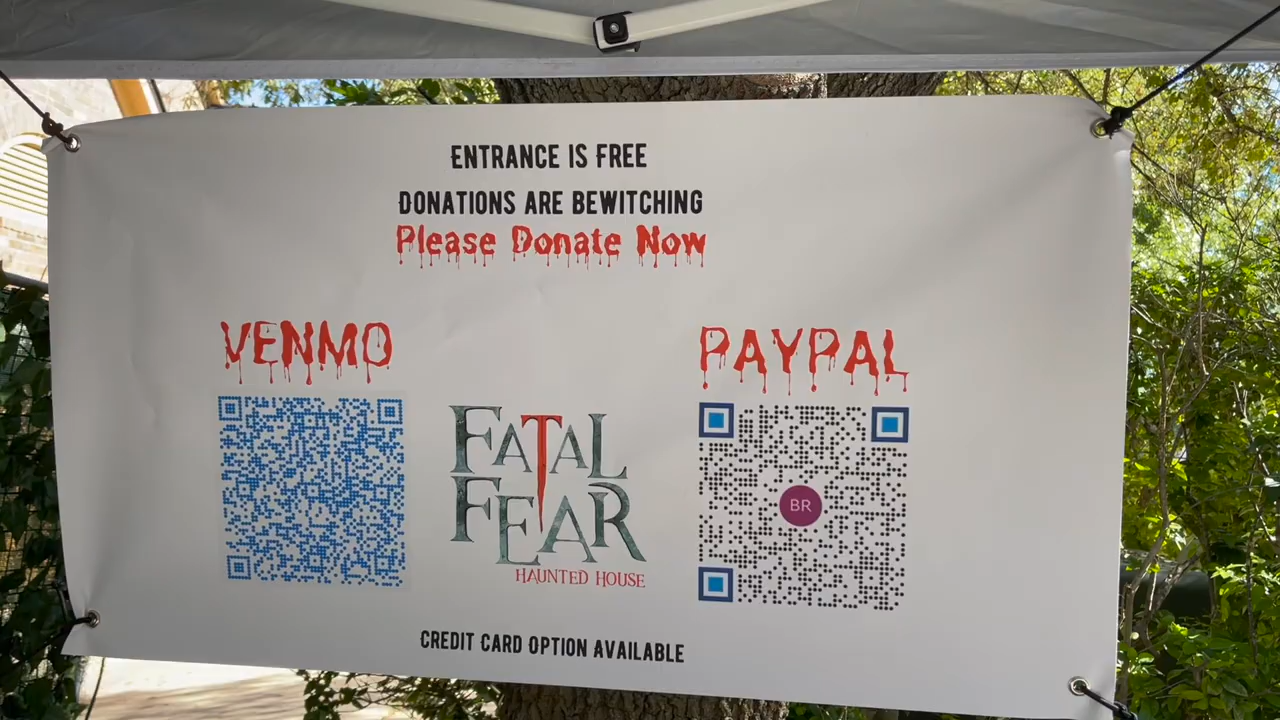 ENTRANCE IS FREE
DONATIONS ARE BEWITCHING
Please Donate Now
VENMO
PAYPAL
FATAL
FEAR
HAUNTED HOUSE
BR
CREDIT CARD OPTION AVAILABLE